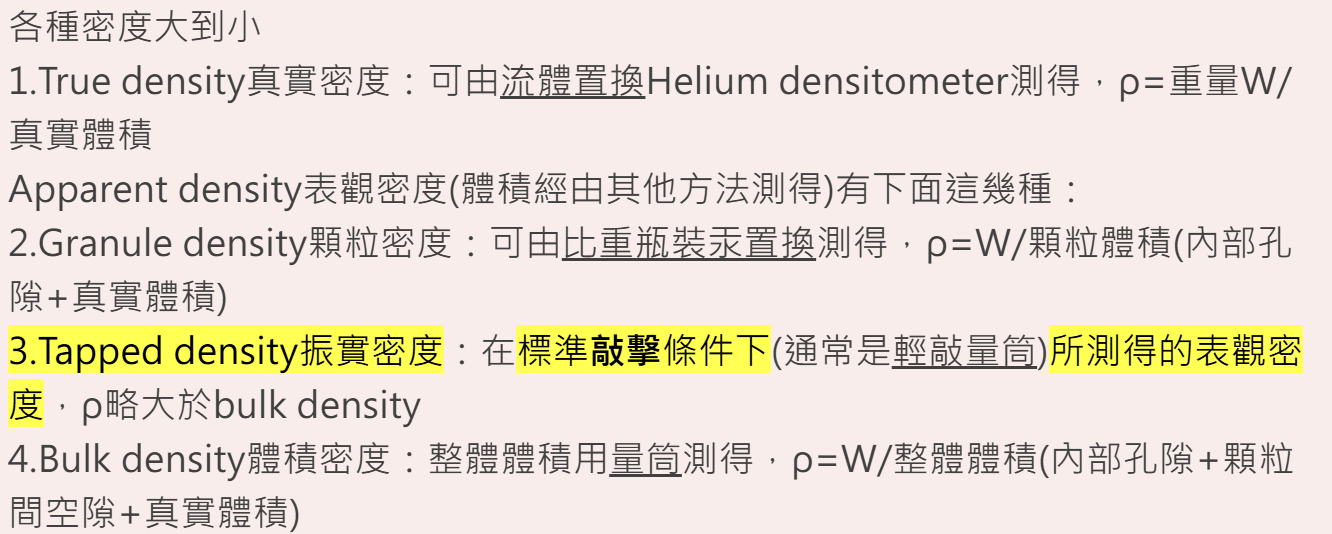 各種密度大到小
1.True density真實密度：可由流體置換Helium densitometer測得，ρ=重量W/
真實體積
Apparent density表觀密度(體積經由其他方法測得)有下面這幾種：
2.Granule density顆粒密度：可由比重瓶裝汞置換測得，ρ=W/顆粒體積(內部孔
隙+真實體積)
3.Tapped density振實密度：在標準敲擊條件下(通常是輕敲量筒)所測得的表觀密
度，ρ略大於bulk density
4.Bulk density體積密度：整體體積用量筒測得，ρ=W/整體體積(內部孔隙+顆粒
間空隙+真實體積)